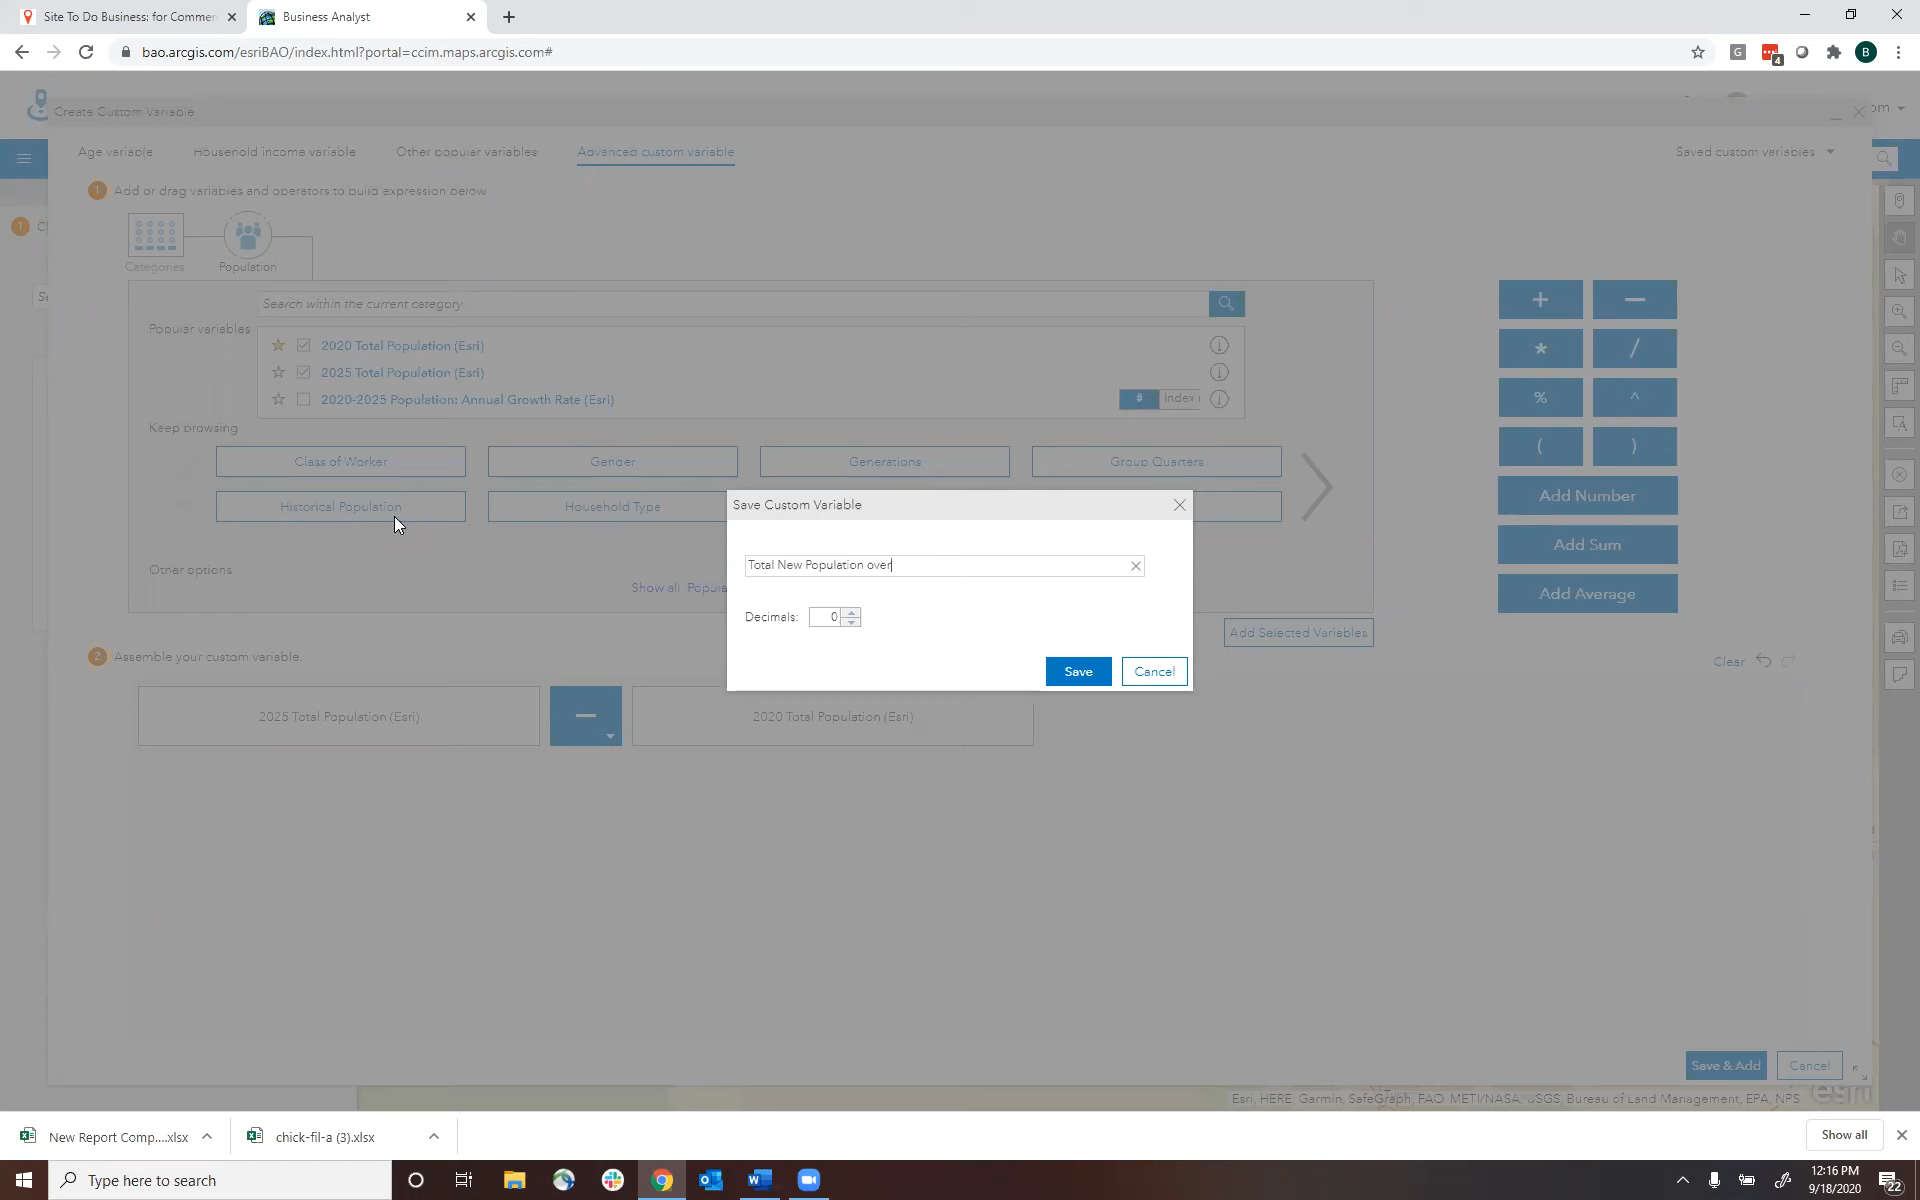 Site To Do Business: for Commer
Business Analyst
bao.arcgis.com/esriBAO/index.html?portal=ccim.maps.arcgis.com#
G
4
B
Create Custom Variable
om
Age variable
Household income variable
Other popular variables
Advanced custom variable
Saved custom variables
1 Add or drag variables and operators to build expression below
1
Categories
Population
Search within the current category
Popular variables
2020 Total Population (Esri)
2025 Total Population (Esri)
2020-2025 Population: Annual Growth Rate (Esri)
# Index
Keep browsing
Class of Worker
Gender
Generations
Group Quarters
Historical Population
Household Type
Other options
Show all 'Popula
+ −
* /
% ^
( )
Add Number
Add Sum
Add Average
Add Selected Variables
Save Custom Variable
Total New Population over
Decimals: 0
Save
Cancel
2 Assemble your custom variable.
Clear
2025 Total Population (Esri)
−
2020 Total Population (Esri)
Save & Add
Cancel
Esri, HERE, Garmin, SafeGraph, FAO, METI/NASA, USGS, Bureau of Land Management, EPA, NPS
esri
New Report Comp....xlsx
chick-fil-a (3).xlsx
Show all
Type here to search
12:16 PM
9/18/2020
22